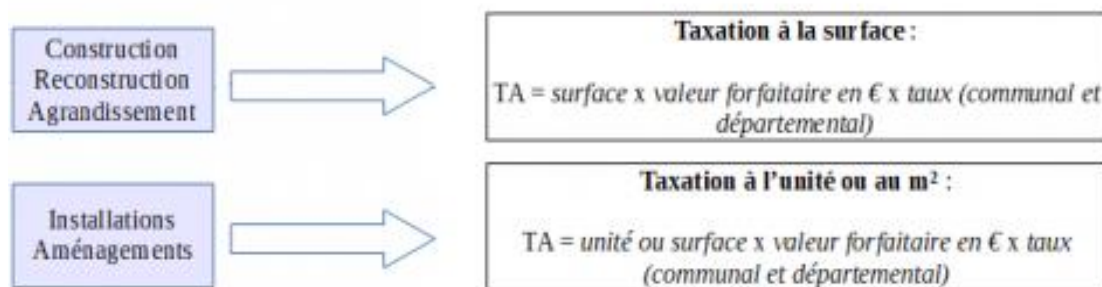 Construction
Reconstruction
Agrandissement
Taxation à la surface :
TA = surface x valeur forfaitaire en € x taux (communal et
départemental)
Installations
Aménagements
Taxation à l’unité ou au m² :
TA = unité ou surface x valeur forfaitaire en € x taux
(communal et départemental)